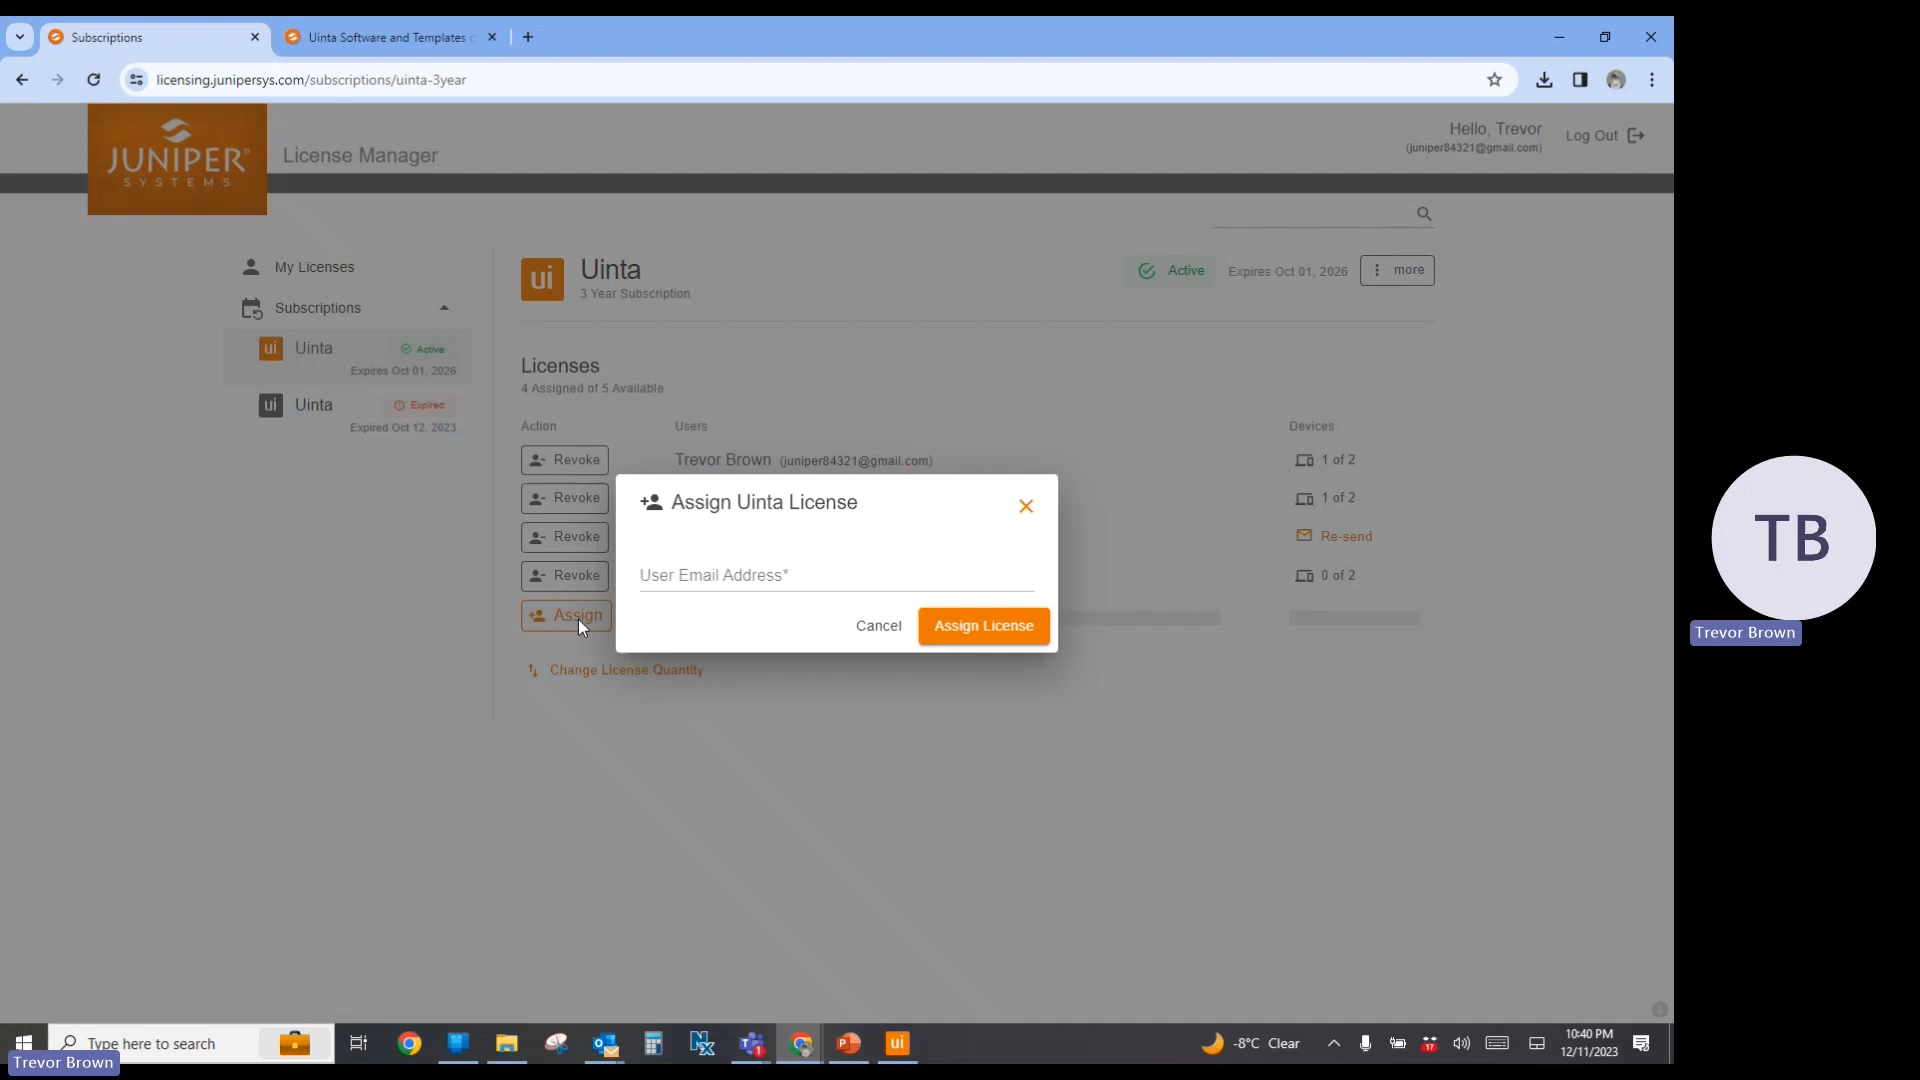 Subscriptions
Uinta Software and Templates
licensing.junipersys.com/subscriptions/uinta-3year
JUNIPER
SYSTEMS
License Manager
Hello, Trevor
(juniper84321@gmail.com)
Log Out
My Licenses
Subscriptions
ui Uinta Active
Expires Oct 01, 2026
ui Uinta Expired
Expired Oct 12, 2023
ui Uinta
3 Year Subscription
Active Expires Oct 01, 2026 more
Licenses
4 Assigned of 5 Available
Action Users Devices
Revoke Trevor Brown (juniper84321@gmail.com) 1 of 2
Revoke 1 of 2
Revoke Re-send
Revoke 0 of 2
Assign
Change License Quantity
Assign Uinta License
User Email Address*
Cancel Assign License
TB
Trevor Brown
Type here to search
ui
-8°C Clear
17
10:40 PM
12/11/2023
Trevor Brown